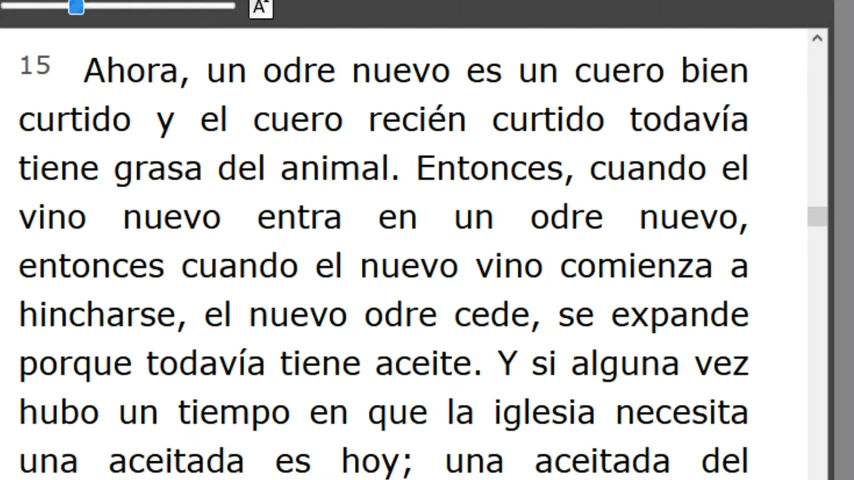 A
15 Ahora, un odre nuevo es un cuero bien
curtido y el cuero recién curtido todavía
tiene grasa del animal. Entonces, cuando el
vino nuevo entra en un odre nuevo,
entonces cuando el nuevo vino comienza a
hincharse, el nuevo odre cede, se expande
porque todavía tiene aceite. Y si alguna vez
hubo un tiempo en que la iglesia necesita
una aceitada es hoy; una aceitada del